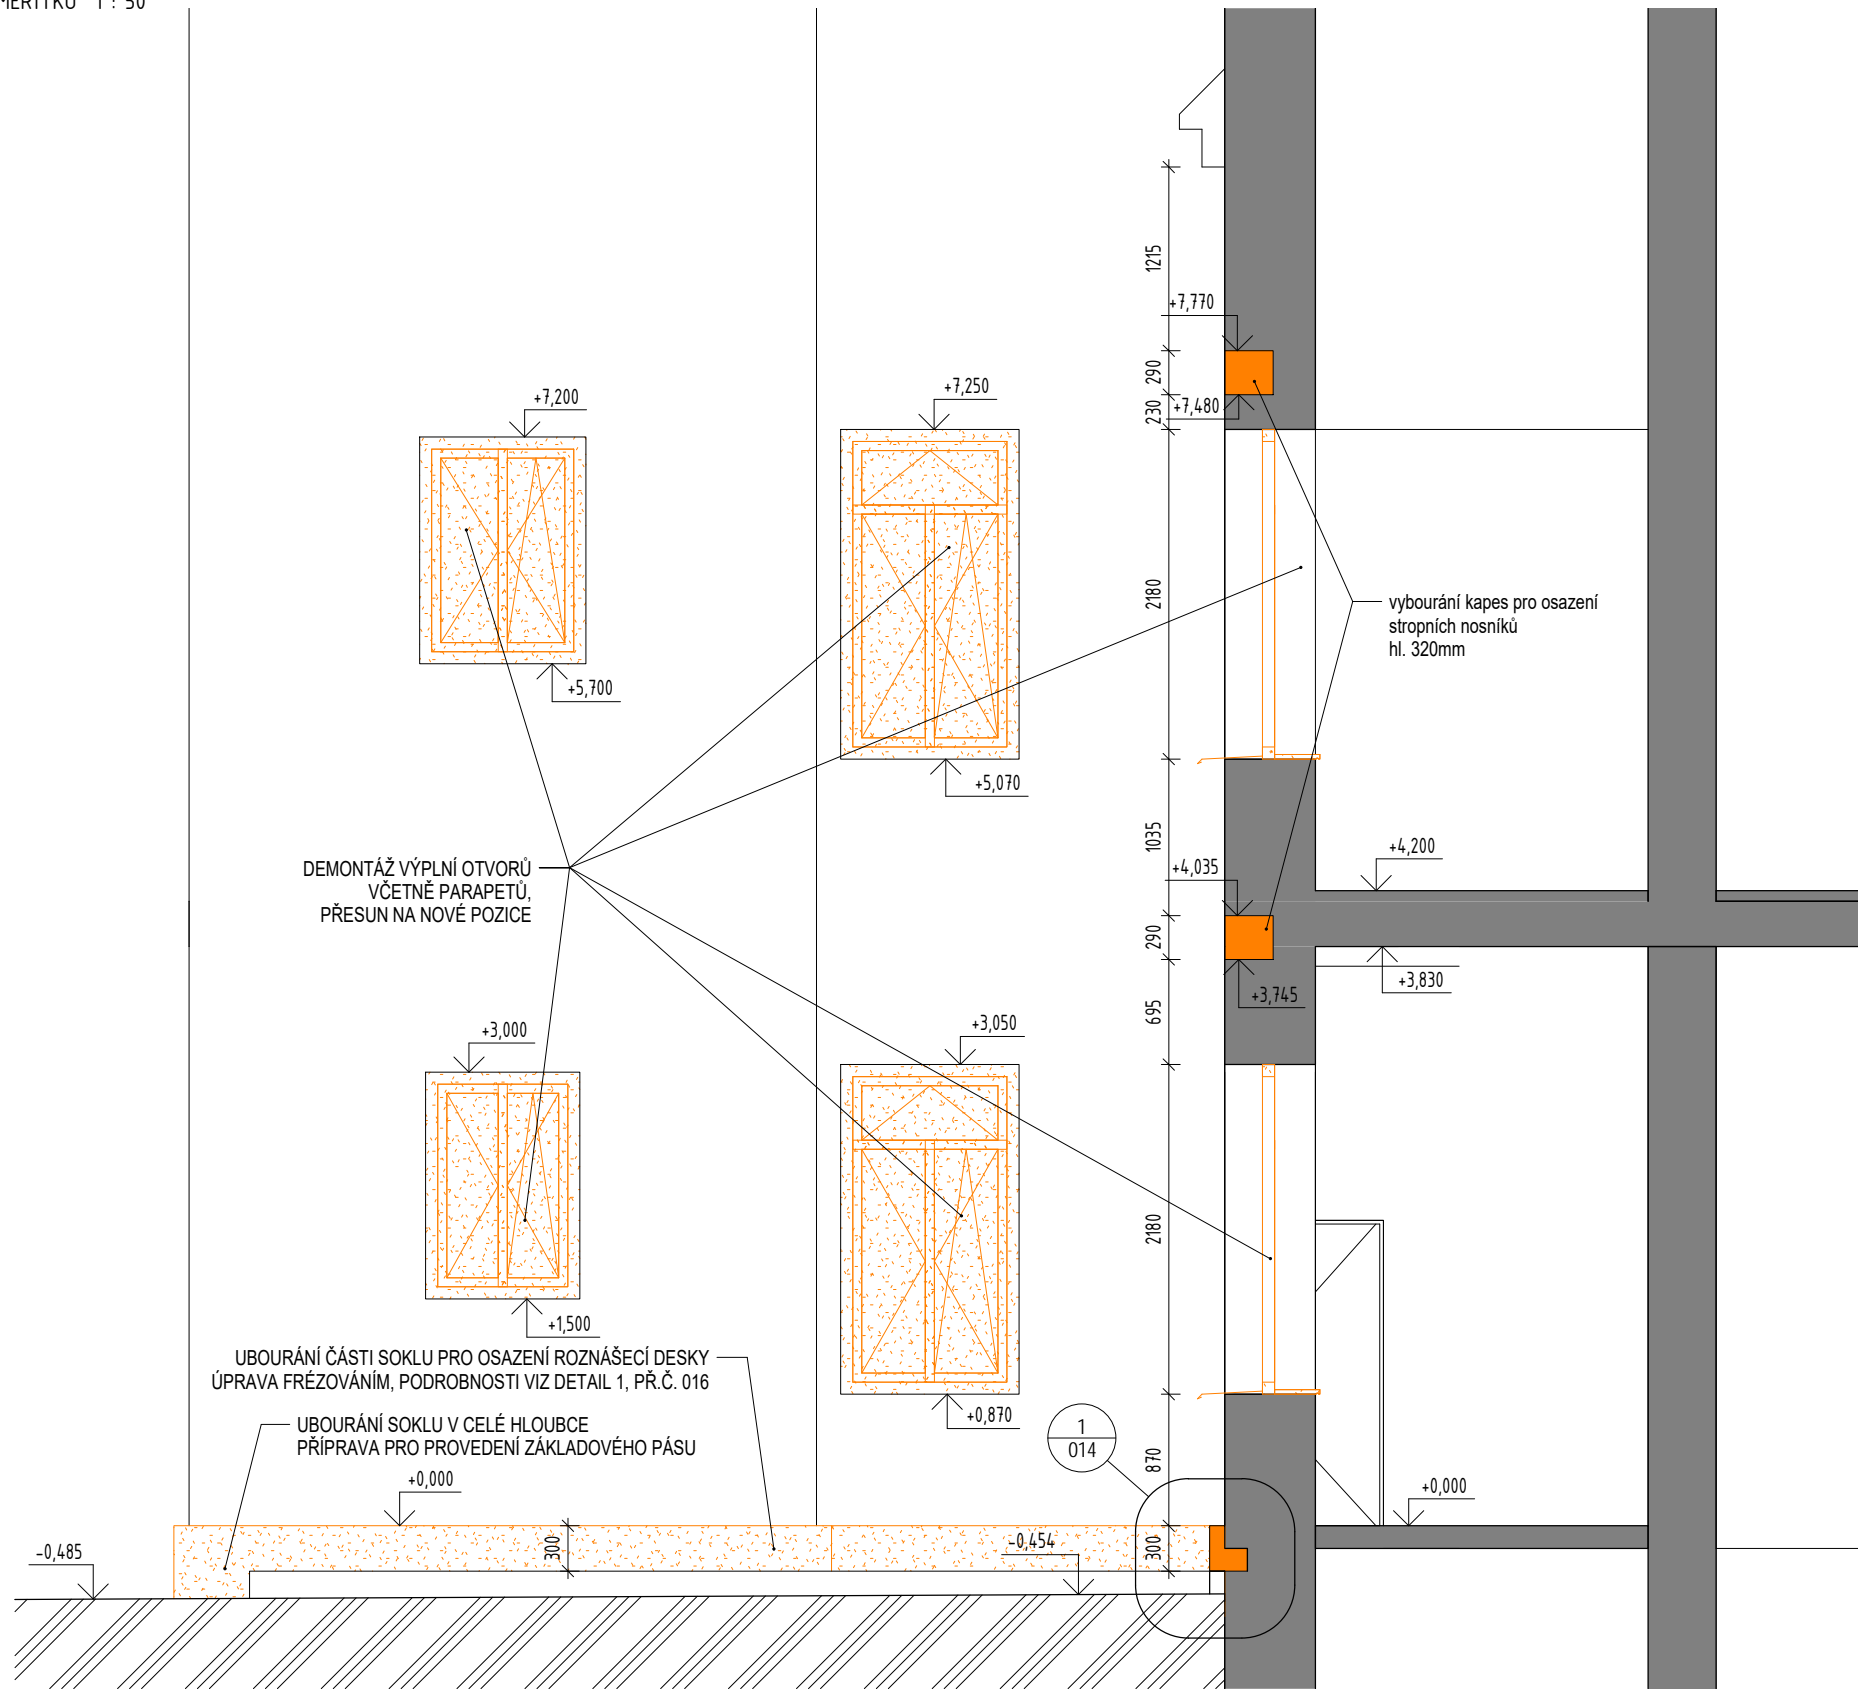 MĚŘÍTKO 1 : 50
1215
+7,770
290
+7,480
230
+7,200
+7,250
2180
vybourání kapes pro osazení
stropních nosníků
hl. 320mm
+5,700
+5,070
1035
+4,200
+4,035
DEMONTÁŽ VÝPLNÍ OTVORŮ
VČETNĚ PARAPETŮ,
PŘESUN NA NOVÉ POZICE
290
+3,830
+3,745
695
+3,000
+3,050
2180
+1,500
UBOURÁNÍ ČÁSTI SOKLU PRO OSAZENÍ ROZNÁŠECÍ DESKY
ÚPRAVA FRÉZOVÁNÍM, PODROBNOSTI VIZ DETAIL 1, PŘ.Č. 016
+0,870
UBOURÁNÍ SOKLU V CELÉ HLOUBCE
PŘÍPRAVA PRO PROVEDENÍ ZÁKLADOVÉHO PÁSU
1
014
870
+0,000
+0,000
-0,485
300
-0,454
300